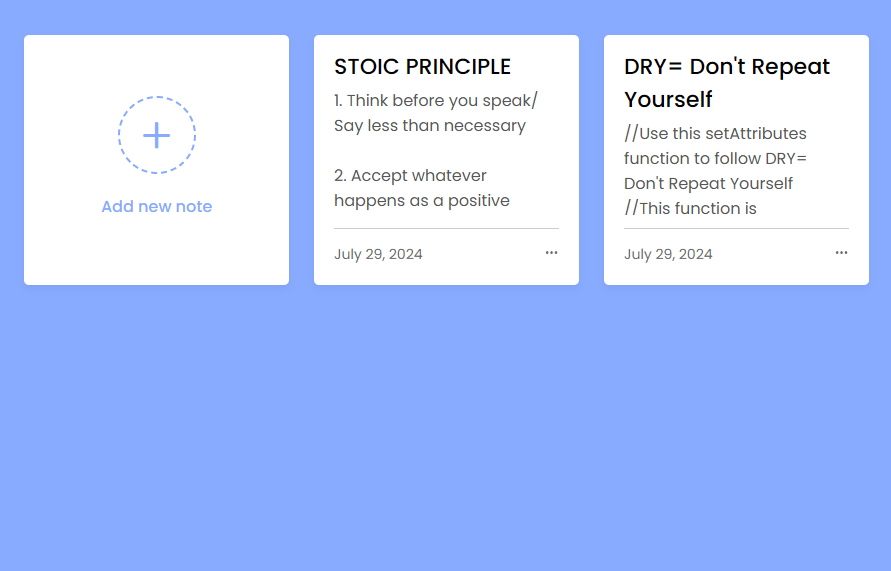 Add new note
STOIC PRINCIPLE
1. Think before you speak/
Say less than necessary
2. Accept whatever
happens as a positive
July 29, 2024
DRY= Don't Repeat
Yourself
//Use this setAttributes
function to follow DRY=
Don't Repeat Yourself
//This function is
July 29, 2024